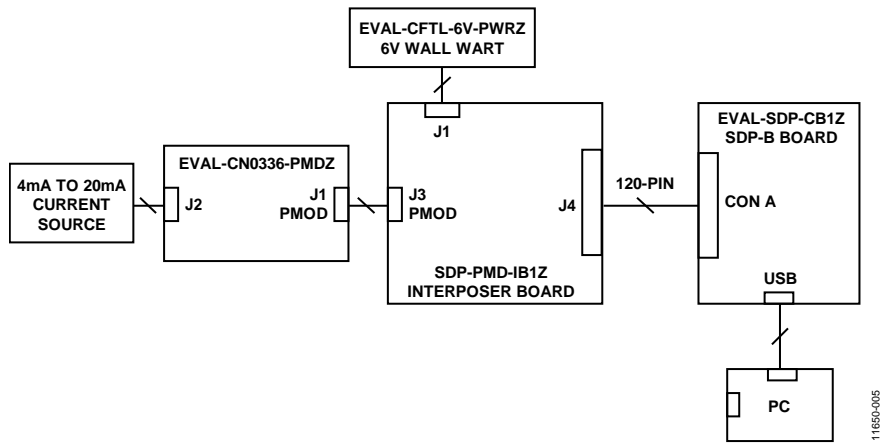 EVAL-CFTL-6V-PWRZ
6V WALL WART
J1
EVAL-SDP-CB1Z
SDP-B BOARD
EVAL-CN0336-PMDZ
4mA TO 20mA
CURRENT
SOURCE
J2
J1
PMOD
J3
PMOD
J4
120-PIN
CON A
SDP-PMD-IB1Z
INTERPOSER BOARD
USB
PC
11650-005